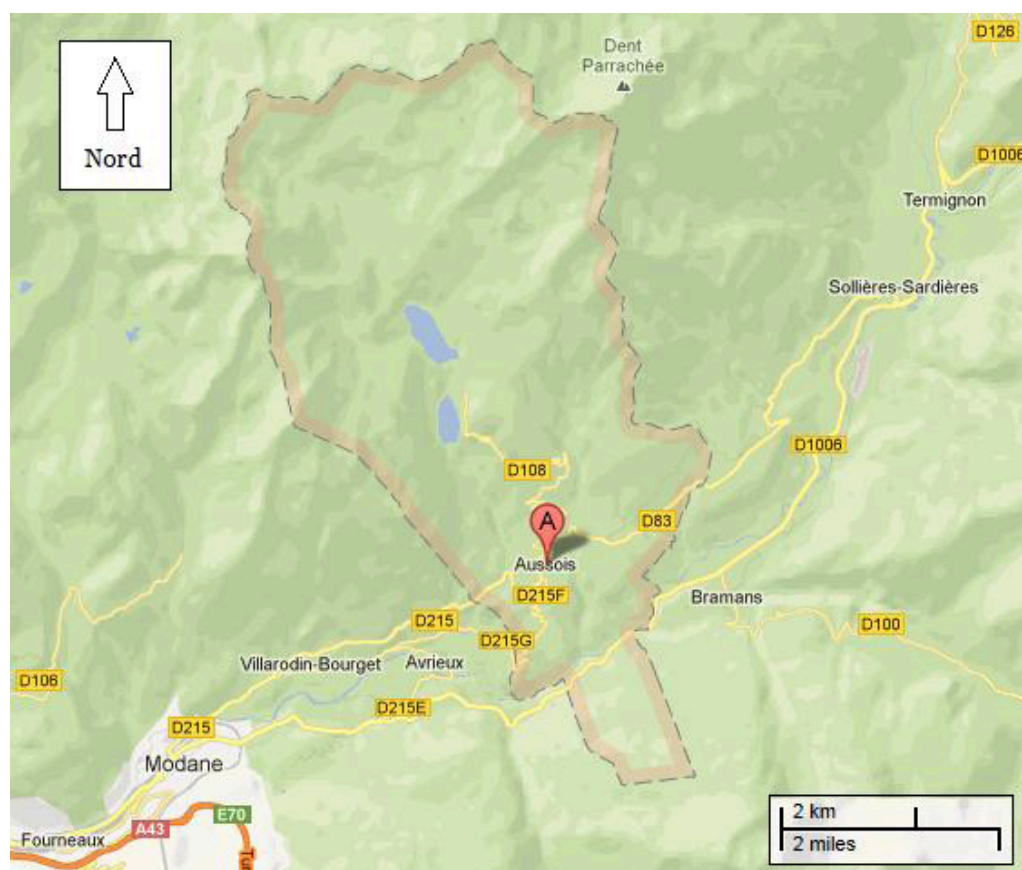 D126
Dent
Parrachée
Nord
D1006
Termignon
Sollières-Sardières
D1006
D108
D83
A
Aussois
D215F
Bramans
D215
D100
D215G
Villarodin-Bourget
Avrieux
D106
D215E
D215
Modane
2 km
E70
A43
Fourneaux
2 miles